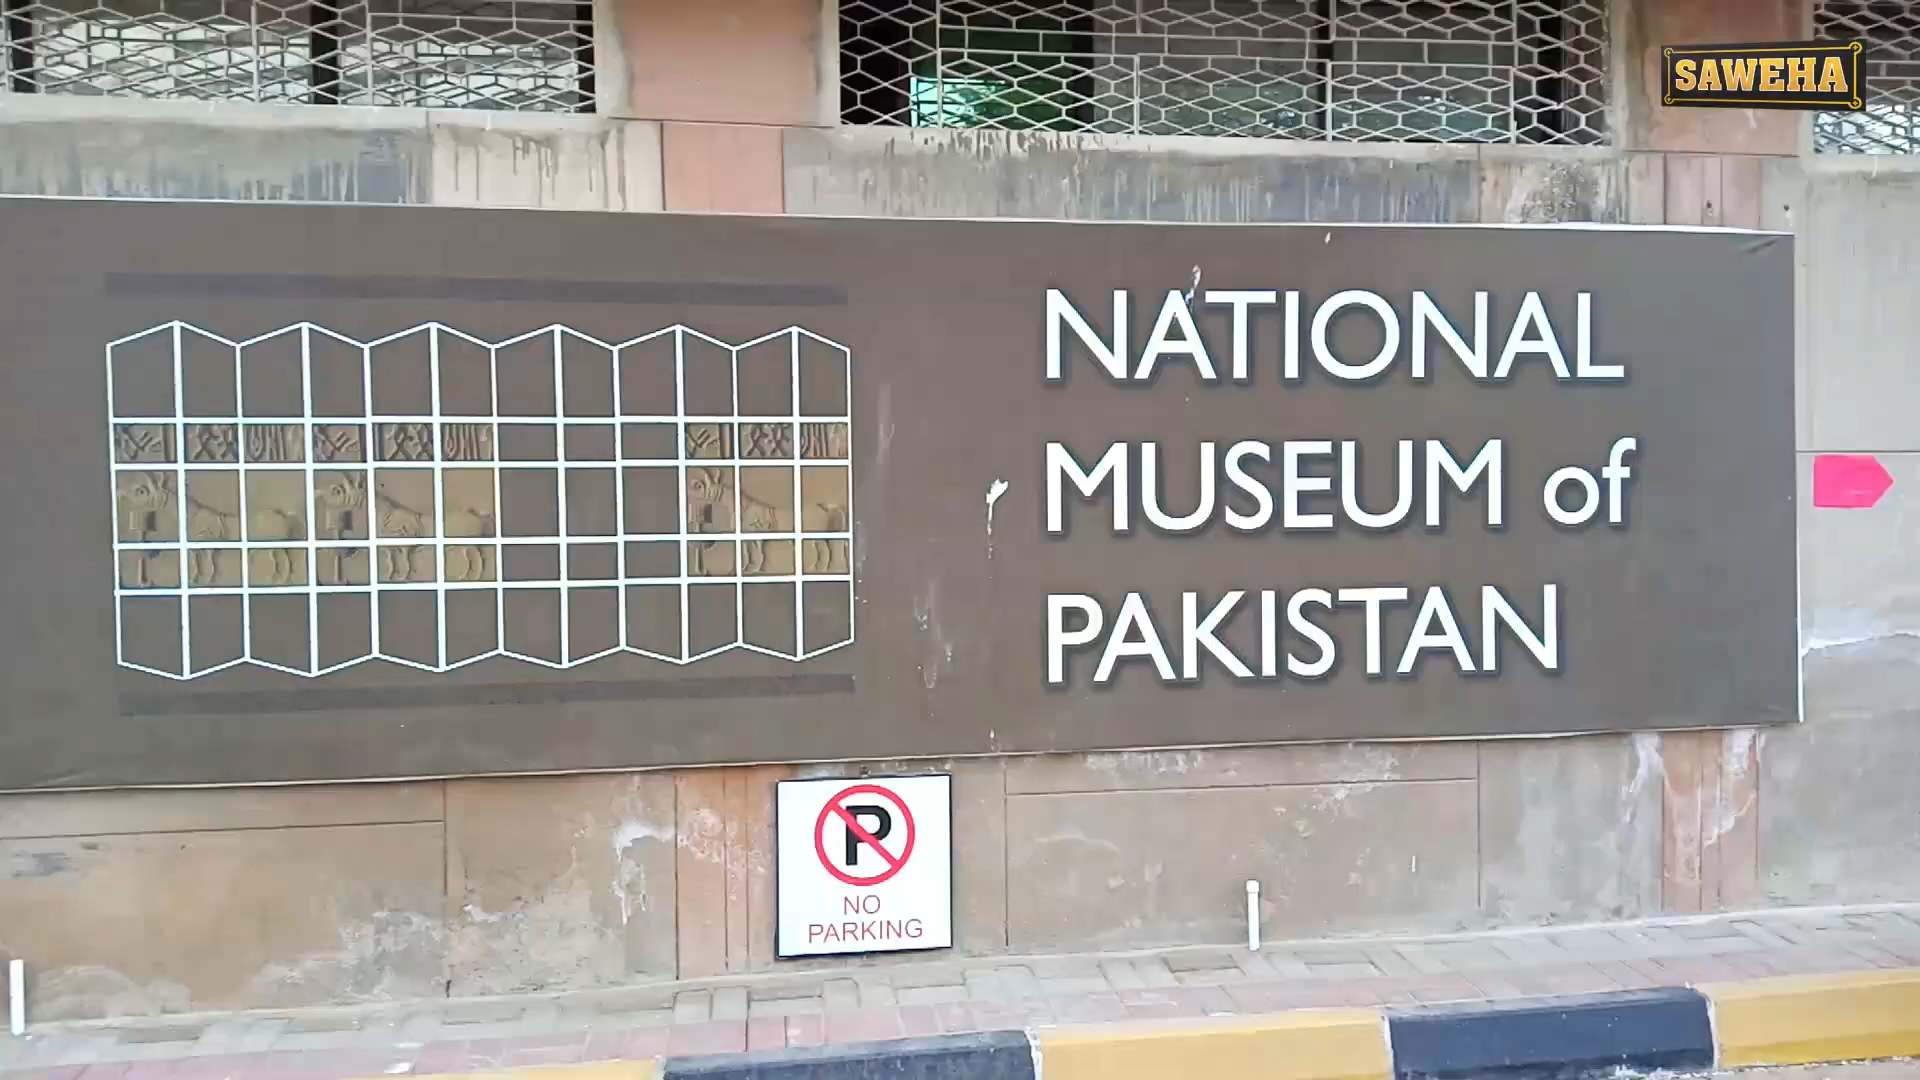 SAWEHA
NATIONAL
MUSEUM of
PAKISTAN
P
NO
PARKING